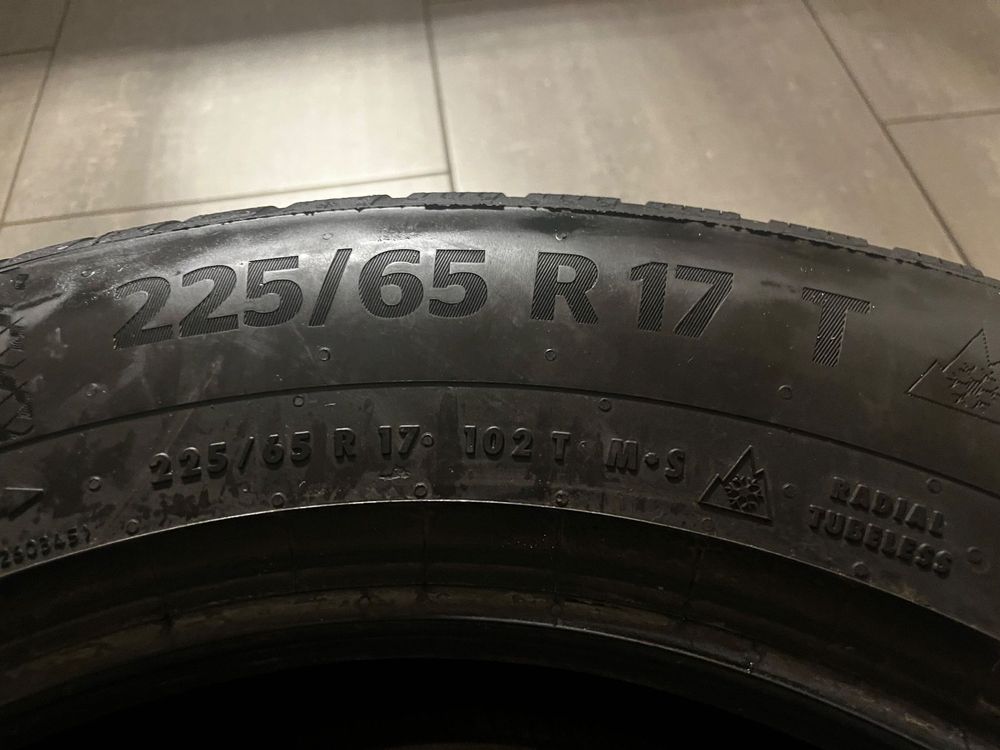 225/65 R 17 T
225/65 R 17 102 T M+S
RADIAL
TUBELESS